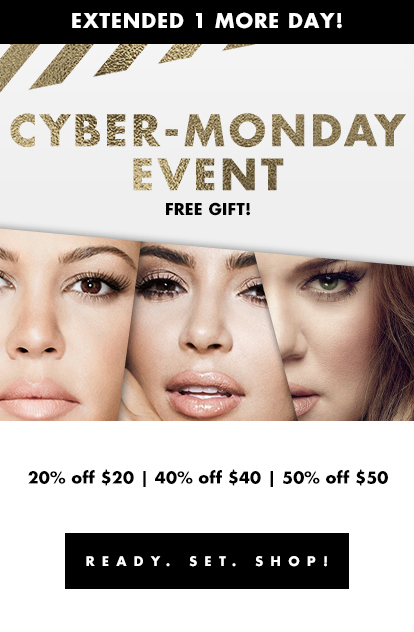 EXTENDED 1 MORE DAY!
CYBER-MONDAY
EVENT
FREE GIFT!
20% off $20 | 40% off $40 | 50% off $50
READY. SET. SHOP!